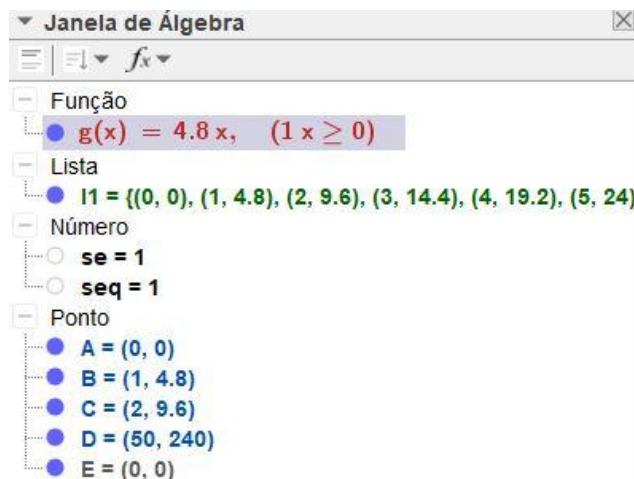 Janela de Álgebra
fx
Função
g(x) = 4.8 x, (1 x ≥ 0)
Lista
l1 = {(0, 0), (1, 4.8), (2, 9.6), (3, 14.4), (4, 19.2), (5, 24)
Número
se = 1
seq = 1
Ponto
A = (0, 0)
B = (1, 4.8)
C = (2, 9.6)
D = (50, 240)
E = (0, 0)